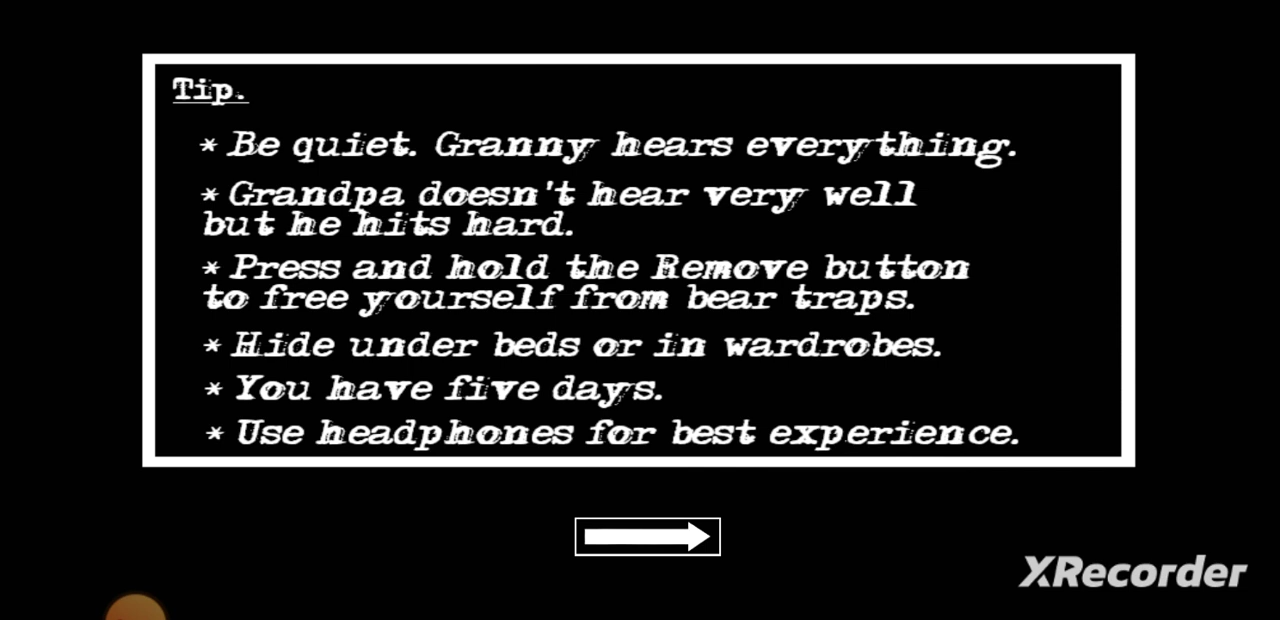 Tip.
* Be quiet. Granny hears everything.
* Grandpa doesn't hear very well
but he hits hard.
* Press and hold the Remove button
to free yourself from bear traps.
* Hide under beds or in wardrobes.
* You have five days.
* Use headphones for best experience.
XRecorder